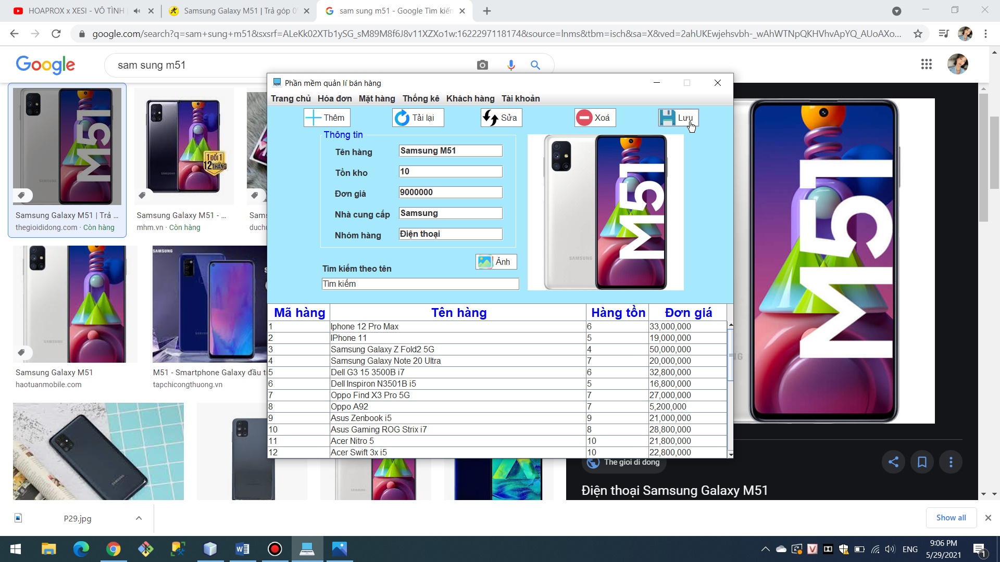 HOAPROX x XESI - VÔ TÌNH
Samsung Galaxy M51 | Trả góp 0
sam sung m51 - Google Tìm kiếm
google.com/search?q=sam+sung+m51&sxsrf=ALeKk02XTb1ySG_sM89M8f6J8v11XZXo1w:1622297118174&source=lnms&tbm=isch&sa=X&ved=2ahUKEwjehsvbh-_wAhWTNpQKHVhvApYQ_AUoAXo...
Google
sam sung m51
M51
SAMSUNG
1 ĐỔI 1
12 THÁNG
Samsung Galaxy M51 | Trả ...
thegioididong.com · Còn hàng
Samsung Galaxy M51 - ...
mhm.vn · Còn hàng
Sams
duchu
SAMSUNG
SAMSUNG
Samsung Galaxy M51
haotuanmobile.com
M51 - Smartphone Galaxy đầu t
tapchicongthuong.vn
SAMSUNG
Phần mềm quản lí bán hàng
Trang chủ Hóa đơn Mặt hàng Thống kê Khách hàng Tài khoản
Thêm Tải lại Sửa Xoá Lưu
Thông tin
Tên hàng Samsung M51
Tồn kho 10
Đơn giá 9000000
Nhà cung cấp Samsung
Nhóm hàng Điện thoại
Ảnh
Tìm kiếm theo tên
Tìm kiếm
M51
SAMSUNG
Mã hàng Tên hàng Hàng tồn Đơn giá
1 Iphone 12 Pro Max 6 33,000,000
2 IPhone 11 5 19,000,000
3 Samsung Galaxy Z Fold2 5G 4 50,000,000
4 Samsung Galaxy Note 20 Ultra 7 20,000,000
5 Dell G3 15 3500B i7 6 32,800,000
6 Dell Inspiron N3501B i5 5 16,800,000
7 Oppo Find X3 Pro 5G 7 27,000,000
8 Oppo A92 7 5,200,000
9 Asus Zenbook i5 9 21,000,000
10 Asus Gaming ROG Strix i7 8 28,800,000
11 Acer Nitro 5 10 21,800,000
12 Acer Swift 3x i5 10 22,800,000
M51
The gioi di dong
Điện thoại Samsung Galaxy M51
P29.jpg
Show all
ENG
9:06 PM
5/29/2021
1